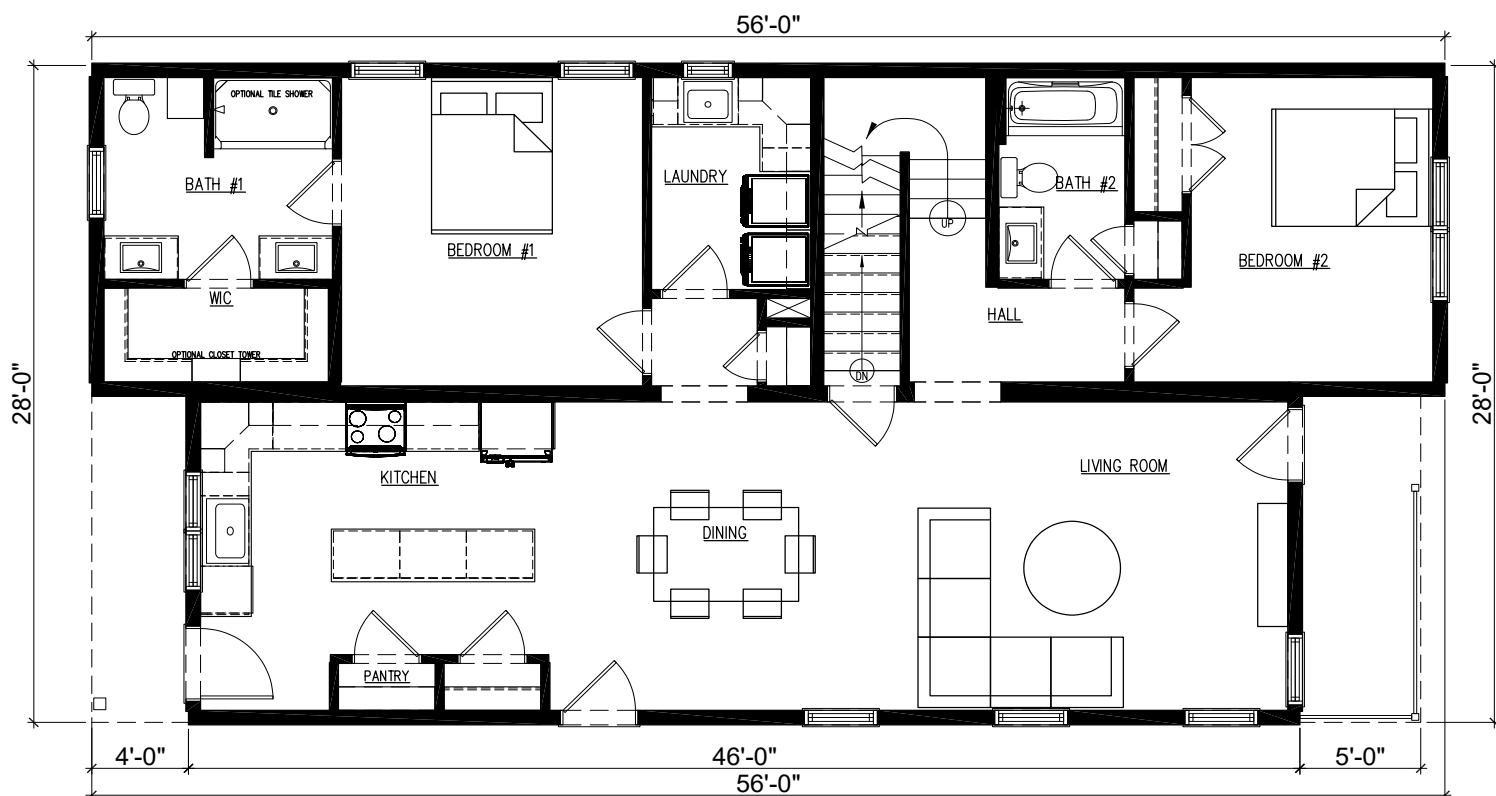 56'-0"
OPTIONAL TILE SHOWER
BATH #1
LAUNDRY
BATH #2
UP
BEDROOM #1
BEDROOM #2
WIC
HALL
OPTIONAL CLOSET TOWER
DN
28'-0"
28'-0"
LIVING ROOM
KITCHEN
DINING
PANTRY
4'-0"
46'-0"
5'-0"
56'-0"